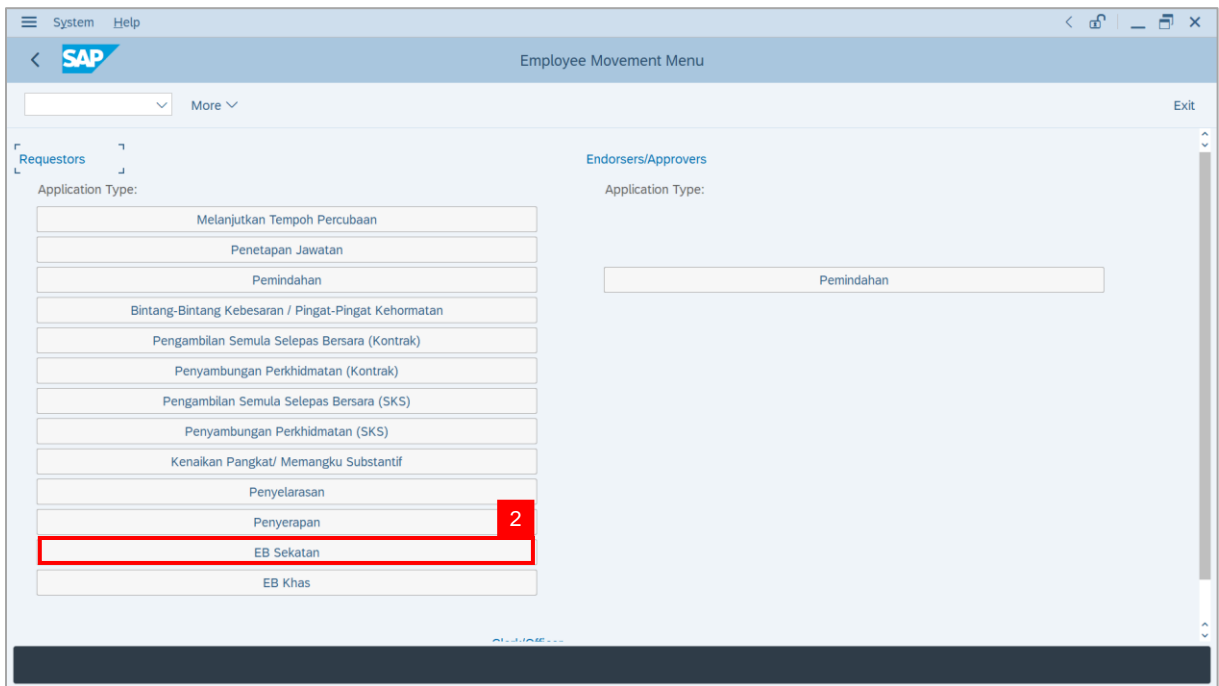 System Help
SAP
Employee Movement Menu
More
Exit
Requestors
Application Type:
Melanjutkan Tempoh Percubaan
Penetapan Jawatan
Pemindahan
Bintang-Bintang Kebesaran / Pingat-Pingat Kehormatan
Pengambilan Semula Selepas Bersara (Kontrak)
Penyambungan Perkhidmatan (Kontrak)
Pengambilan Semula Selepas Bersara (SKS)
Penyambungan Perkhidmatan (SKS)
Kenaikan Pangkat/ Memangku Substantif
Penyelarasan
Penyerapan
2
EB Sekatan
EB Khas
Endorsers/Approvers
Application Type:
Pemindahan
Clerk/Officer